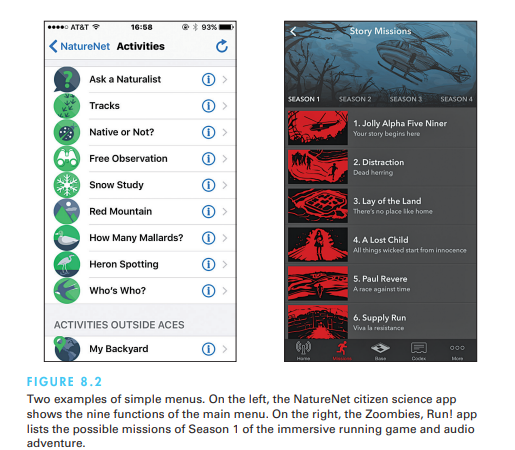 AT&T 16:58 93%
NatureNet Activities
Ask a Naturalist
Tracks
Native or Not?
Free Observation
Snow Study
Red Mountain
How Many Mallards?
Heron Spotting
Who's Who?
ACTIVITIES OUTSIDE ACES
My Backyard
Story Missions
SEASON 1 SEASON 2 SEASON 3 SEASON 4
1. Jolly Alpha Five Niner
Your story begins here
2. Distraction
Dead herring
3. Lay of the Land
There's no place like home
4. A Lost Child
All things wicked start from innocence
5. Paul Revere
A race against time
6. Supply Run
Viva la resistance
Home Missions Base Codex More
FIGURE 8.2
Two examples of simple menus. On the left, the NatureNet citizen science app
shows the nine functions of the main menu. On the right, the Zoombies, Run! app
lists the possible missions of Season 1 of the immersive running game and audio
adventure.